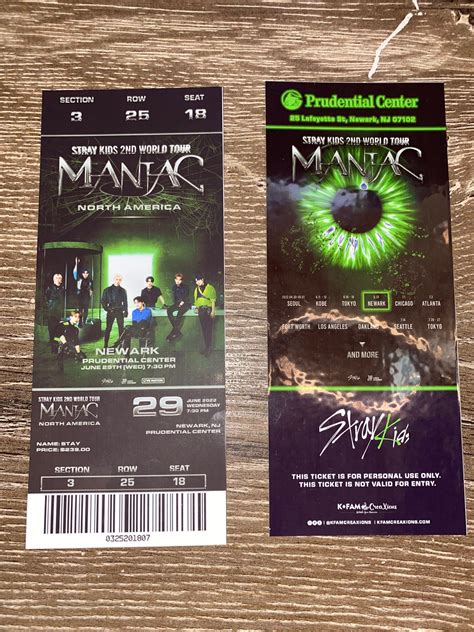 SECTION ROW SEAT
3 25 18
STRAY KIDS 2ND WORLD TOUR
MANIAC
NORTH AMERICA
NEWARK
PRUDENTIAL CENTER
JUNE 29TH (WED) 7:30 PM
LIVE NATION
STRAY KIDS 2ND WORLD TOUR
MANIAC
NORTH AMERICA
29 JUNE 2022
WEDNESDAY
7:30 PM
NEWARK, NJ
PRUDENTIAL CENTER
NAME: STAY
PRICE: $239.00
SECTION ROW SEAT
3 25 18
0325201807
Prudential Center
25 Lafayette St, Newark, NJ 07102
STRAY KIDS 2ND WORLD TOUR
MANIAC
SEOUL KOBE TOKYO NEWARK CHICAGO ATLANTA
FORT WORTH LOS ANGELES OAKLAND SEATTLE TOKYO
AND MORE
Stray Kids
THIS TICKET IS FOR PERSONAL USE ONLY.
THIS TICKET IS NOT VALID FOR ENTRY.
K-FAM CreaXions
@KFAMCREAXIONS | KFAMCREAXIONS.COM